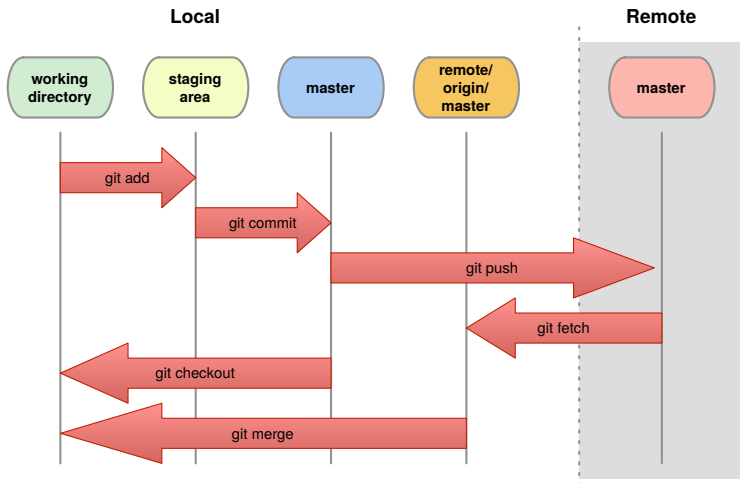 Local
Remote
working
directory
staging
area
master
remote/
origin/
master
master
git add
git commit
git push
git fetch
git checkout
git merge